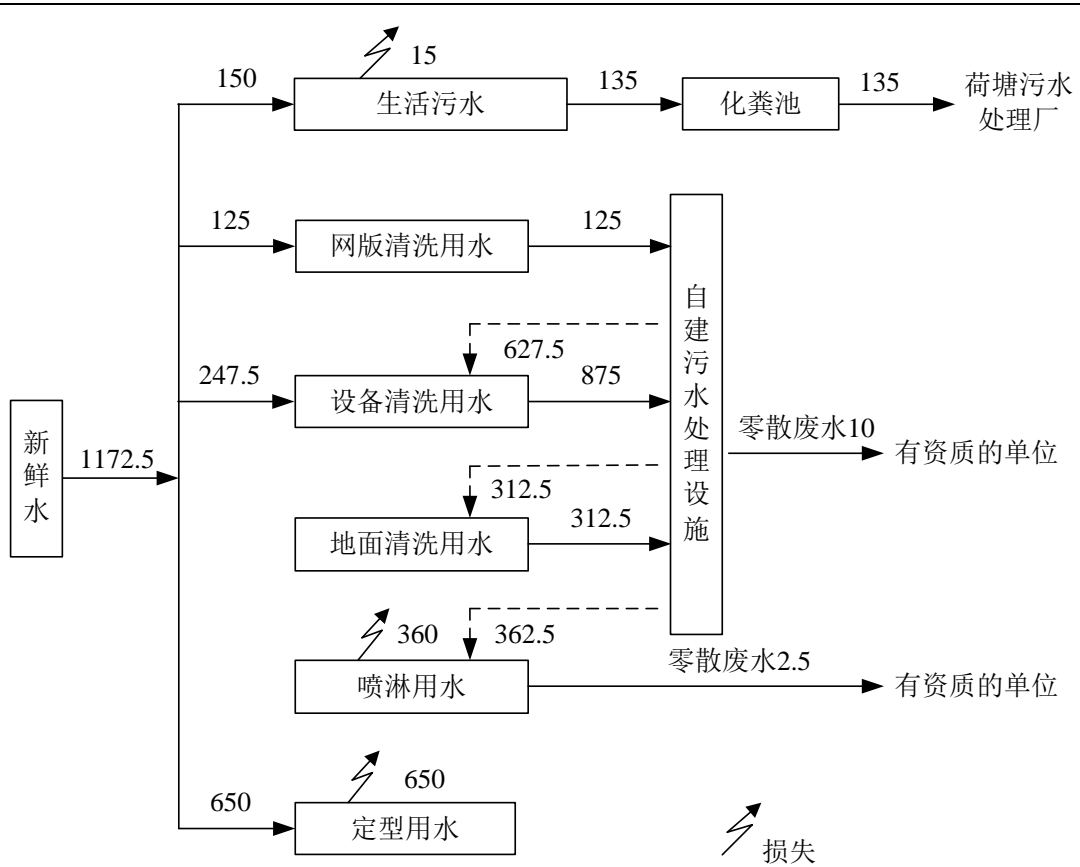 15
150
生活污水
135
化粪池
135
荷塘污水
处理厂
125
网版清洗用水
125
自建污水处理设施
627.5
247.5
设备清洗用水
875
零散废水10
有资质的单位
新鲜水
1172.5
312.5
地面清洗用水
312.5
360
362.5
喷淋用水
零散废水2.5
有资质的单位
650
650
定型用水
损失